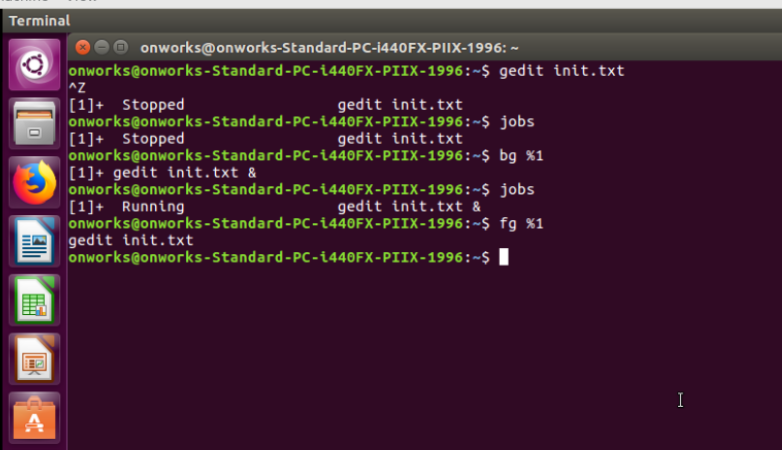 View
Terminal
onworks@onworks-Standard-PC-i440FX-PIIX-1996: ~
onworks@onworks-Standard-PC-i440FX-PIIX-1996:~$ gedit init.txt
^Z
[1]+  Stopped                 gedit init.txt
onworks@onworks-Standard-PC-i440FX-PIIX-1996:~$ jobs
[1]+  Stopped                 gedit init.txt
onworks@onworks-Standard-PC-i440FX-PIIX-1996:~$ bg %1
[1]+ gedit init.txt &
onworks@onworks-Standard-PC-i440FX-PIIX-1996:~$ jobs
[1]+  Running                 gedit init.txt &
onworks@onworks-Standard-PC-i440FX-PIIX-1996:~$ fg %1
gedit init.txt
onworks@onworks-Standard-PC-i440FX-PIIX-1996:~$